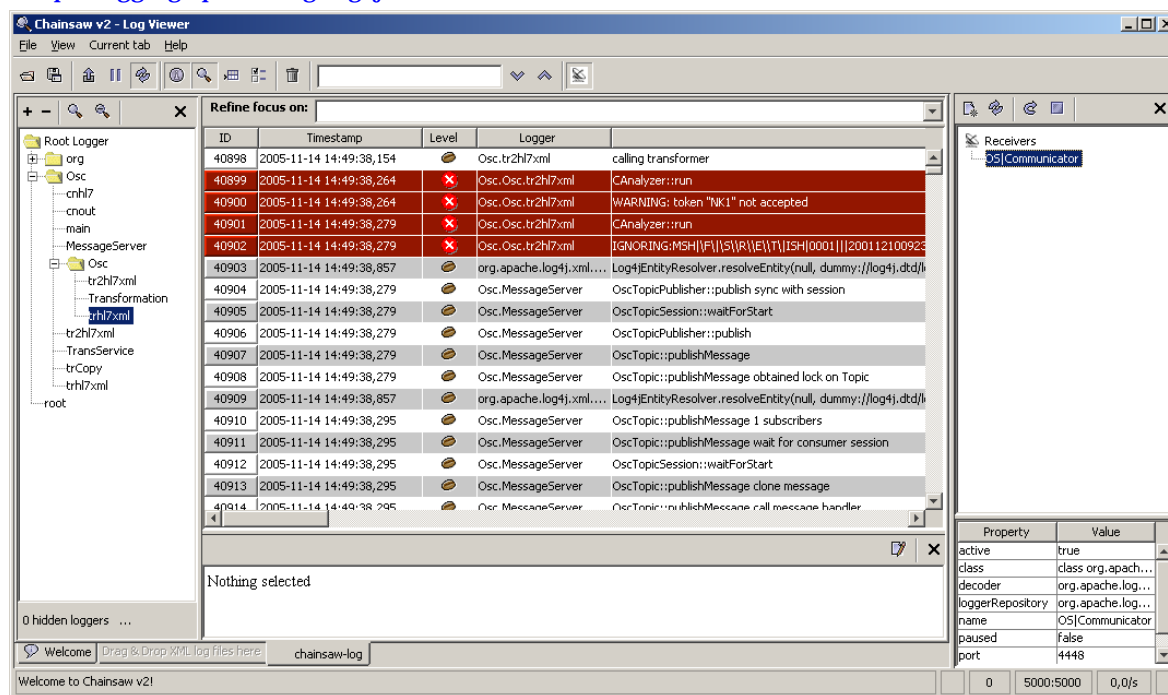 Chainsaw v2 - Log Viewer
File View Current tab Help
Refine focus on:
Root Logger
org
Osc
cnhl7
cnout
main
MessageServer
Osc
tr2hl7xml
Transformation
trhl7xml
tr2hl7xml
TransService
trCopy
trhl7xml
root
0 hidden loggers ...
ID Timestamp Level Logger
40898 2005-11-14 14:49:38,154 Osc.tr2hl7xml calling transformer
40899 2005-11-14 14:49:38,264 Osc.Osc.tr2hl7xml CAnalyzer::run
40900 2005-11-14 14:49:38,264 Osc.Osc.tr2hl7xml WARNING: token "NK1" not accepted
40901 2005-11-14 14:49:38,279 Osc.Osc.tr2hl7xml CAnalyzer::run
40902 2005-11-14 14:49:38,279 Osc.Osc.tr2hl7xml IGNORING:MSH|\F\|\S\R\\E\\T\|ISH|0001|||200112100923
40903 2005-11-14 14:49:38,857 org.apache.log4j.xml.... Log4jEntityResolver.resolveEntity(null, dummy://log4j.dtd/l
40904 2005-11-14 14:49:38,279 Osc.MessageServer OscTopicPublisher::publish sync with session
40905 2005-11-14 14:49:38,279 Osc.MessageServer OscTopicSession::waitForStart
40906 2005-11-14 14:49:38,279 Osc.MessageServer OscTopicPublisher::publish
40907 2005-11-14 14:49:38,279 Osc.MessageServer OscTopic::publishMessage
40908 2005-11-14 14:49:38,279 Osc.MessageServer OscTopic::publishMessage obtained lock on Topic
40909 2005-11-14 14:49:38,857 org.apache.log4j.xml.... Log4jEntityResolver.resolveEntity(null, dummy://log4j.dtd/l
40910 2005-11-14 14:49:38,295 Osc.MessageServer OscTopic::publishMessage 1 subscribers
40911 2005-11-14 14:49:38,295 Osc.MessageServer OscTopic::publishMessage wait for consumer session
40912 2005-11-14 14:49:38,295 Osc.MessageServer OscTopicSession::waitForStart
40913 2005-11-14 14:49:38,295 Osc.MessageServer OscTopic::publishMessage clone message
40914 2005-11-14 14:49:38,295 Osc.MessageServer OscTopic::publishMessage call message handler
Nothing selected
Receivers
OS|Communicator
Property Value
active true
class class org.apach...
decoder org.apache.log...
loggerRepository org.apache.log...
name OS|Communicator
paused false
port 4448
Welcome Drag & Drop XML log files here chainsaw-log
Welcome to Chainsaw v2! 0 5000:5000 0,0/s